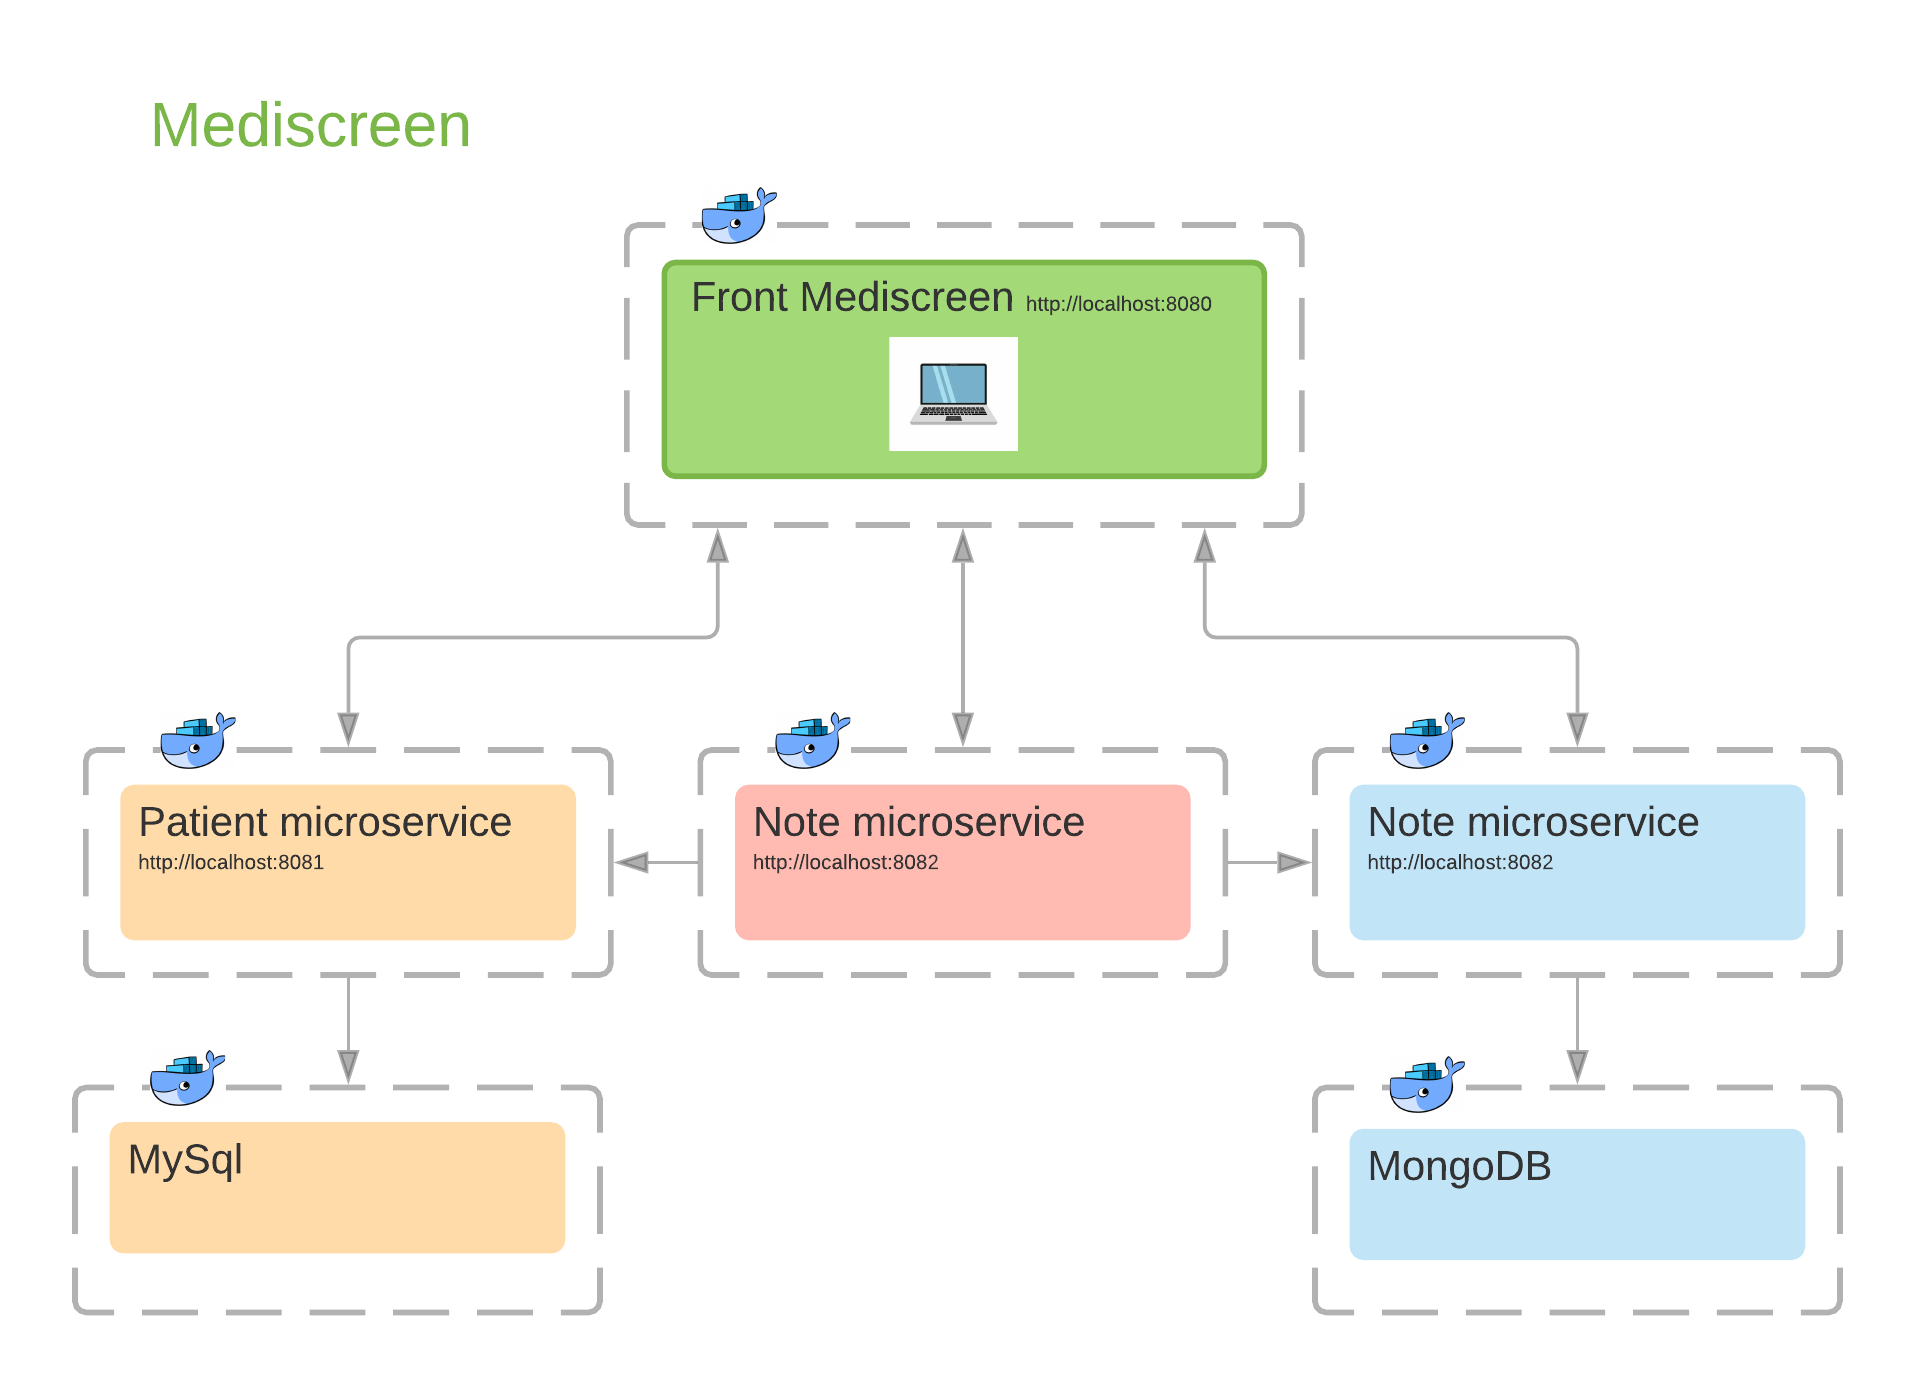 Mediscreen
Front Mediscreen http://localhost:8080
Patient microservice
http://localhost:8081
Note microservice
http://localhost:8082
Note microservice
http://localhost:8082
MySql
MongoDB